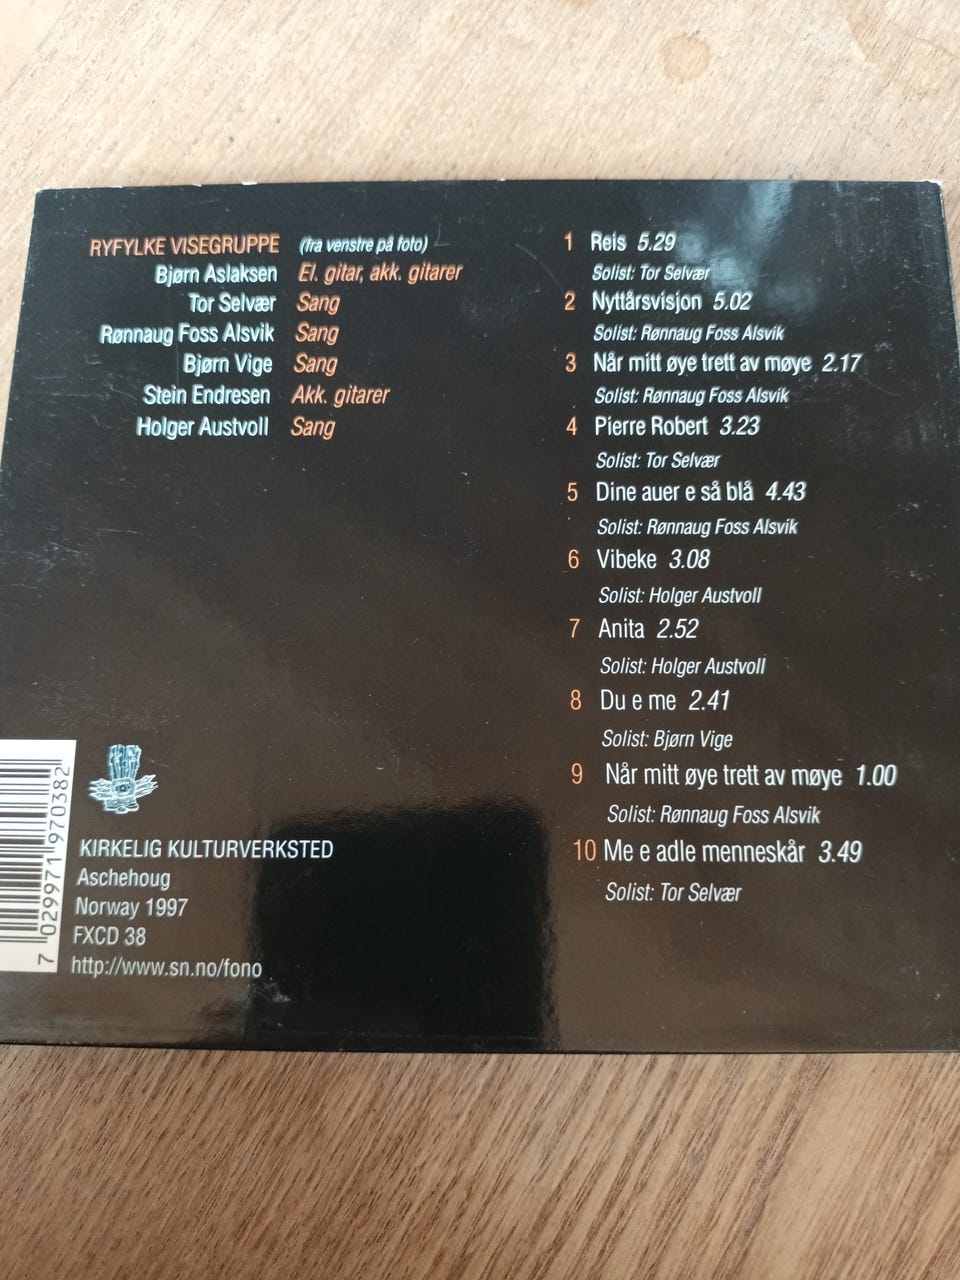 RYFYLKE VISEGRUPPE (fra venstre på foto)
Bjørn Aslaksen El. gitar, akk. gitarer
Tor Selvær Sang
Rønnaug Foss Alsvik Sang
Bjørn Vige Sang
Stein Endresen Akk. gitarer
Holger Austvoll Sang
1 Reis 5.29
Solist: Tor Selvær
2 Nyttårsvisjon 5.02
Solist: Rønnaug Foss Alsvik
3 Når mitt øye trett av møye 2.17
Solist: Rønnaug Foss Alsvik
4 Pierre Robert 3.23
Solist: Tor Selvær
5 Dine auer e så blå 4.43
Solist: Rønnaug Foss Alsvik
6 Vibeke 3.08
Solist: Holger Austvoll
7 Anita 2.52
Solist: Holger Austvoll
8 Du e me 2.41
Solist: Bjørn Vige
9 Når mitt øye trett av møye 1.00
Solist: Rønnaug Foss Alsvik
10 Me e adle menneskår 3.49
Solist: Tor Selvær
7 029971 970382
KIRKELIG KULTURVERKSTED
Aschehoug
Norway 1997
FXCD 38
http://www.sn.no/fono